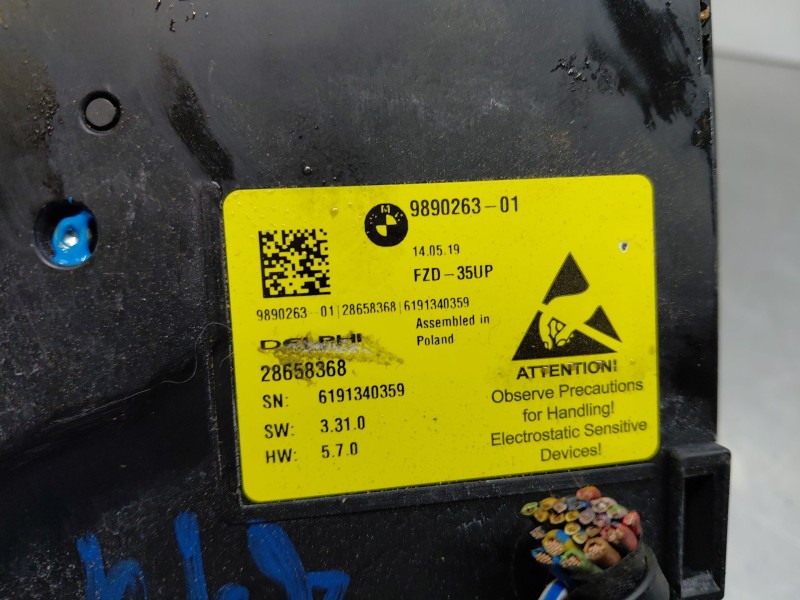 9890263-01
14.05.19
FZD-35UP
9890263-01|28658368|6191340359
Assembled in
Poland
DELPHI
28658368
SN: 6191340359
SW: 3.31.0
HW: 5.7.0
ATTENTION!
Observe Precautions
for Handling!
Electrostatic Sensitive
Devices!